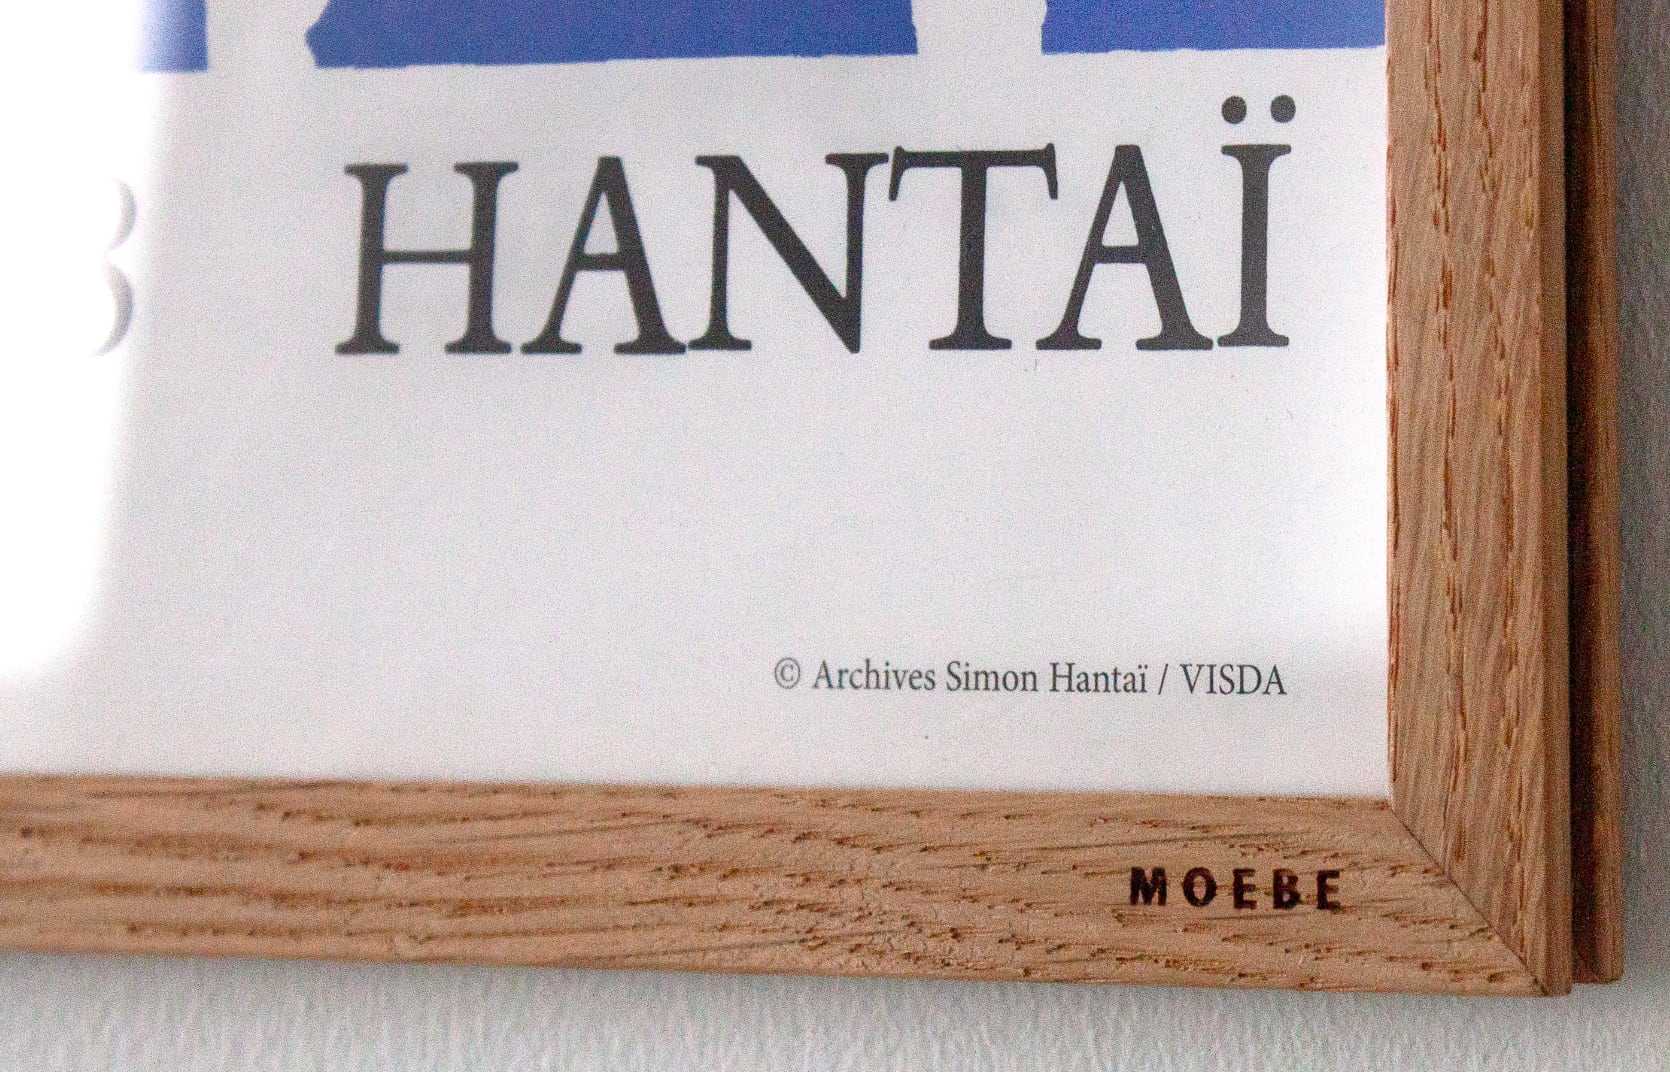 HANTAÏ
© Archives Simon Hantaï / VISDA
MOEBE